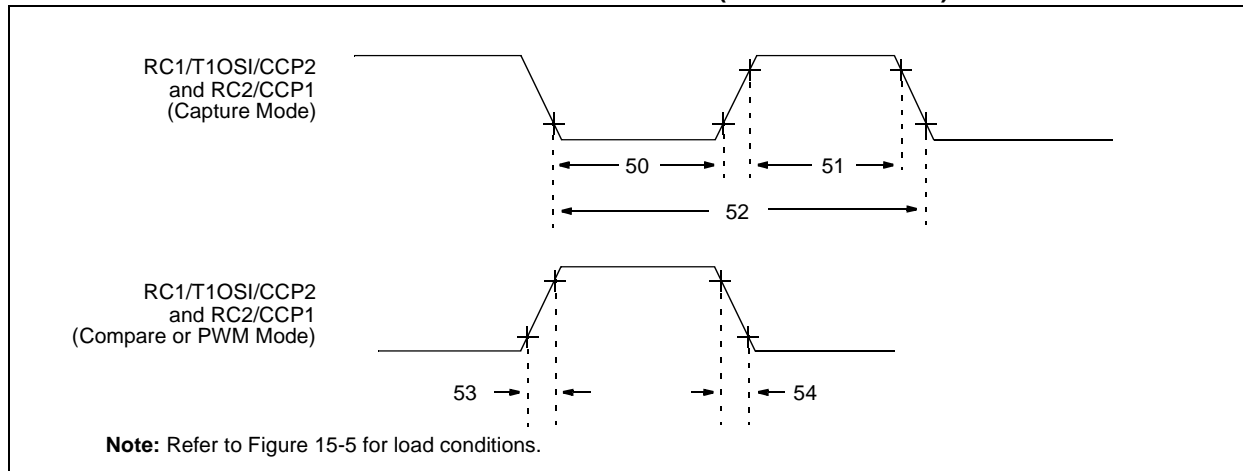 RC1/T1OSI/CCP2
and RC2/CCP1
(Capture Mode)
50
51
52
RC1/T1OSI/CCP2
and RC2/CCP1
(Compare or PWM Mode)
53
54
Note: Refer to Figure 15-5 for load conditions.